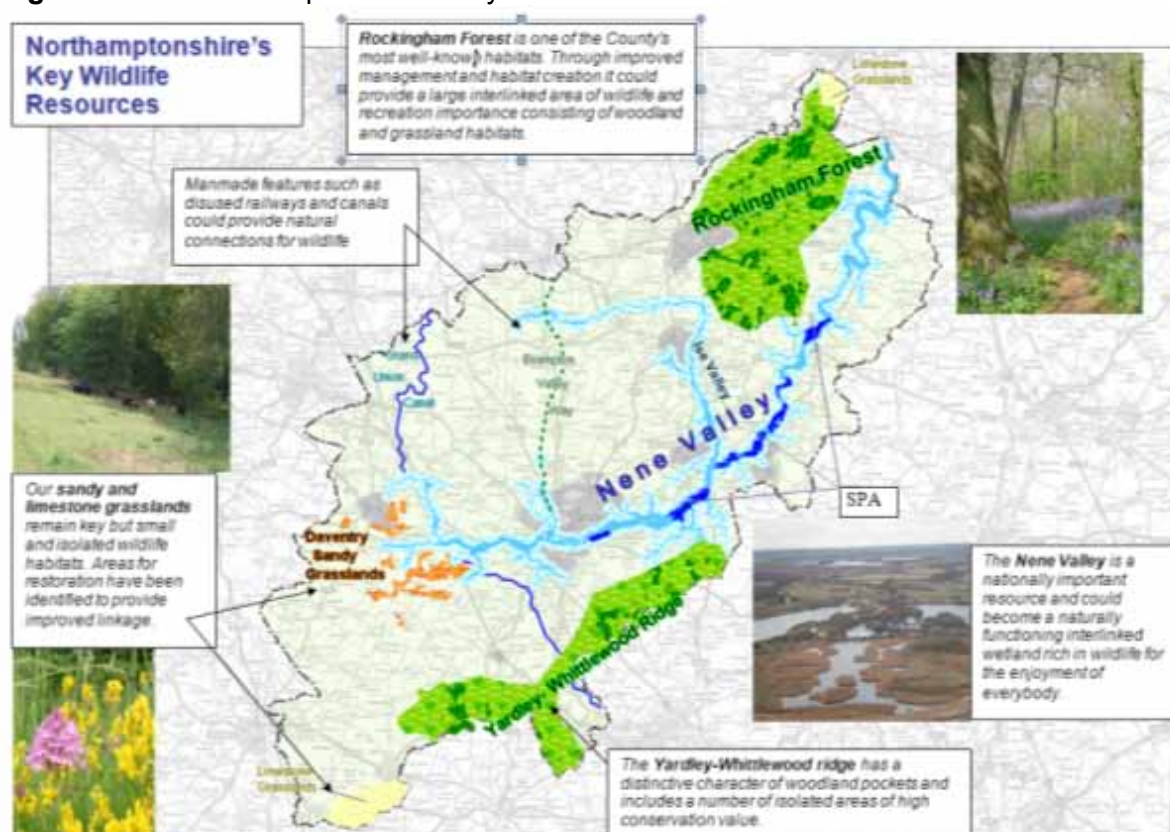 Northamptonshire's
Key Wildlife
Resources
Rockingham Forest is one of the County's
most well-known habitats. Through improved
management and habitat creation it could
provide a large interlinked area of wildlife and
recreation importance consisting of woodland
and grassland habitats.
Limestone
Grasslands
Manmade features such as
disused railways and canals
could provide natural
connections for wildlife
Rockingham Forest
Grand
Union
Canal
Brampton
Valley
Way
Ise Valley
Nene Valley
SPA
Our sandy and
limestone grasslands
remain key but small
and isolated wildlife
habitats. Areas for
restoration have been
identified to provide
improved linkage.
Daventry
Sandy
Grasslands
The Nene Valley is a
nationally important
resource and could
become a naturally
functioning interlinked
wetland rich in wildlife for
the enjoyment of
everybody.
Yardley-Whittlewood Ridge
Limestone
Grasslands
The Yardley-Whittlewood ridge has a
distinctive character of woodland pockets and
includes a number of isolated areas of high
conservation value.